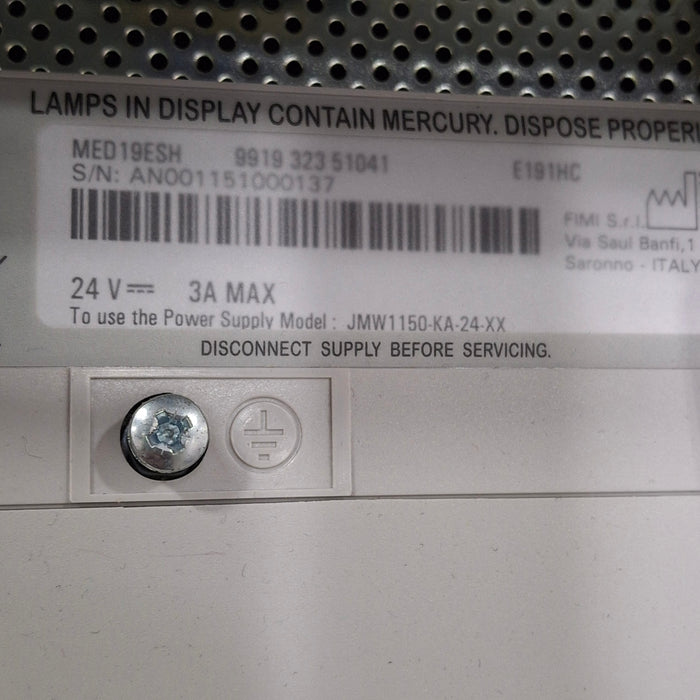 LAMPS IN DISPLAY CONTAIN MERCURY. DISPOSE
MED19ESH 9919 323 51041 E191HC
S/N: AN001151000137
FIMI S.r.l.
Via Saul Banfi,1
Saronno - ITALY
24 V 3A MAX
To use the Power Supply Model : JMW1150-KA-24-XX
DISCONNECT SUPPLY BEFORE SERVICING.